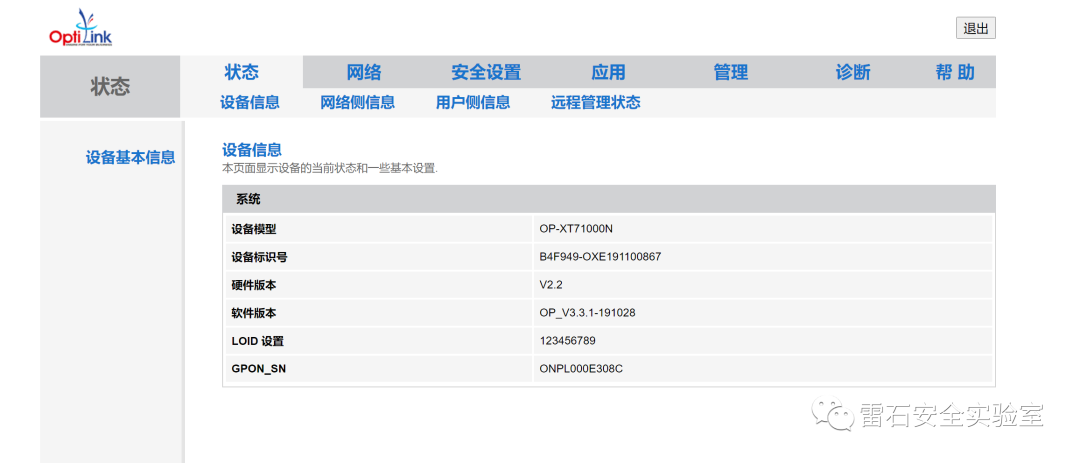 OptiLink
退出
状态
状态 网络 安全设置 应用 管理 诊断 帮 助
设备信息 网络侧信息 用户侧信息 远程管理状态
设备基本信息
设备信息
本页面显示设备的当前状态和一些基本设置.
系统
设备模型 OP-XT71000N
设备标识号 B4F949-OXE191100867
硬件版本 V2.2
软件版本 OP_V3.3.1-191028
LOID 设置 123456789
GPON_SN ONPL000E308C
雷石安全实验室